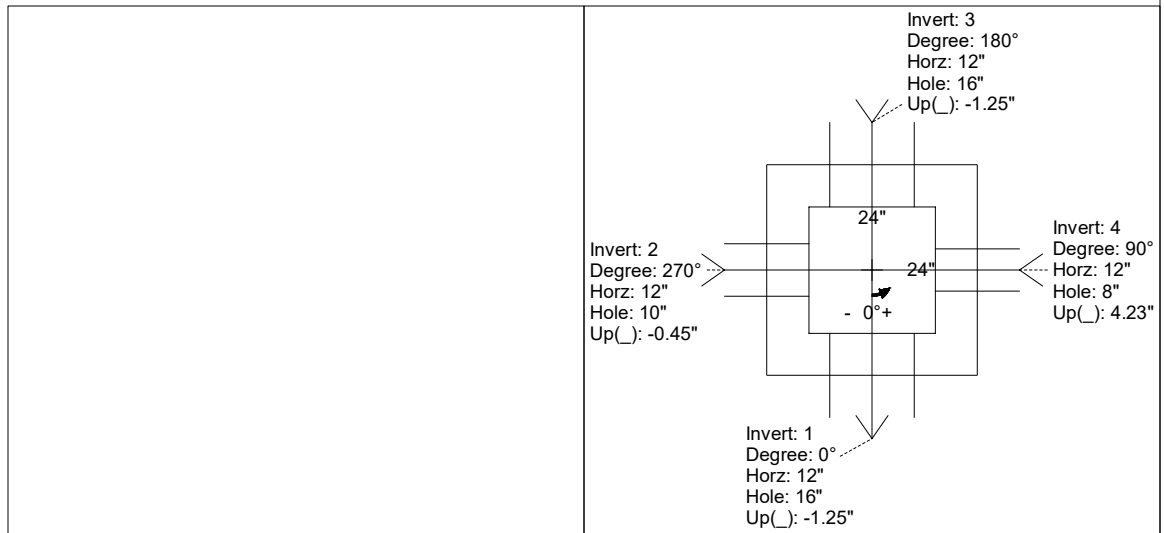 Invert: 3
Degree: 180°
Horz: 12"
Hole: 16"
Up(_): -1.25"
24"
Invert: 2
Degree: 270°
Horz: 12"
Hole: 10"
Up(_): -0.45"
24"
- 0°+
Invert: 4
Degree: 90°
Horz: 12"
Hole: 8"
Up(_): 4.23"
Invert: 1
Degree: 0°
Horz: 12"
Hole: 16"
Up(_): -1.25"